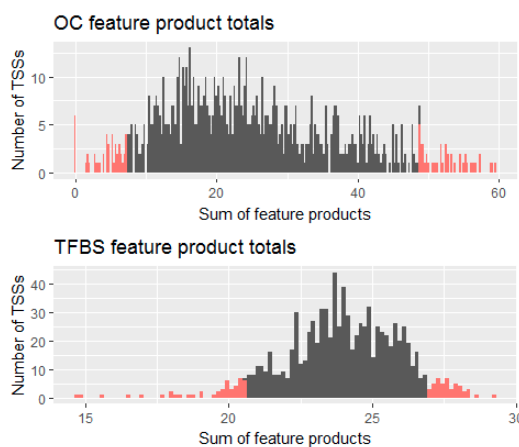 OC feature product totals
Number of TSSs
10
5
0
0 20 40 60
Sum of feature products
TFBS feature product totals
Number of TSSs
40
30
20
10
0
15 20 25 30
Sum of feature products